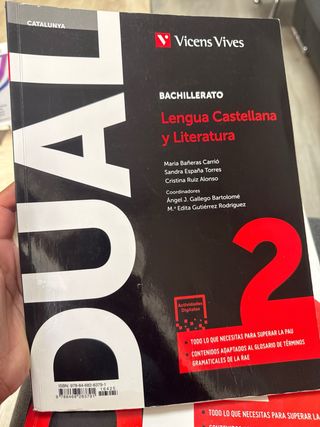 CATALUNYA
DUAL
Vicens Vives
BACHILLERATO
Lengua Castellana
y Literatura
Maria Bañeras Carrió
Sandra España Torres
Cristina Ruiz Alonso
Coordinadores
Ángel J. Gallego Bartolomé
M.ª Edita Gutiérrez Rodríguez
2
Actividades
Digitales
• TODO LO QUE NECESITAS PARA SUPERAR LA PAU
• CONTENIDOS ADAPTADOS AL GLOSARIO DE TÉRMINOS
GRAMATICALES DE LA RAE
• TODO LO QUE NECESITAS PARA SUPERAR LA PAU